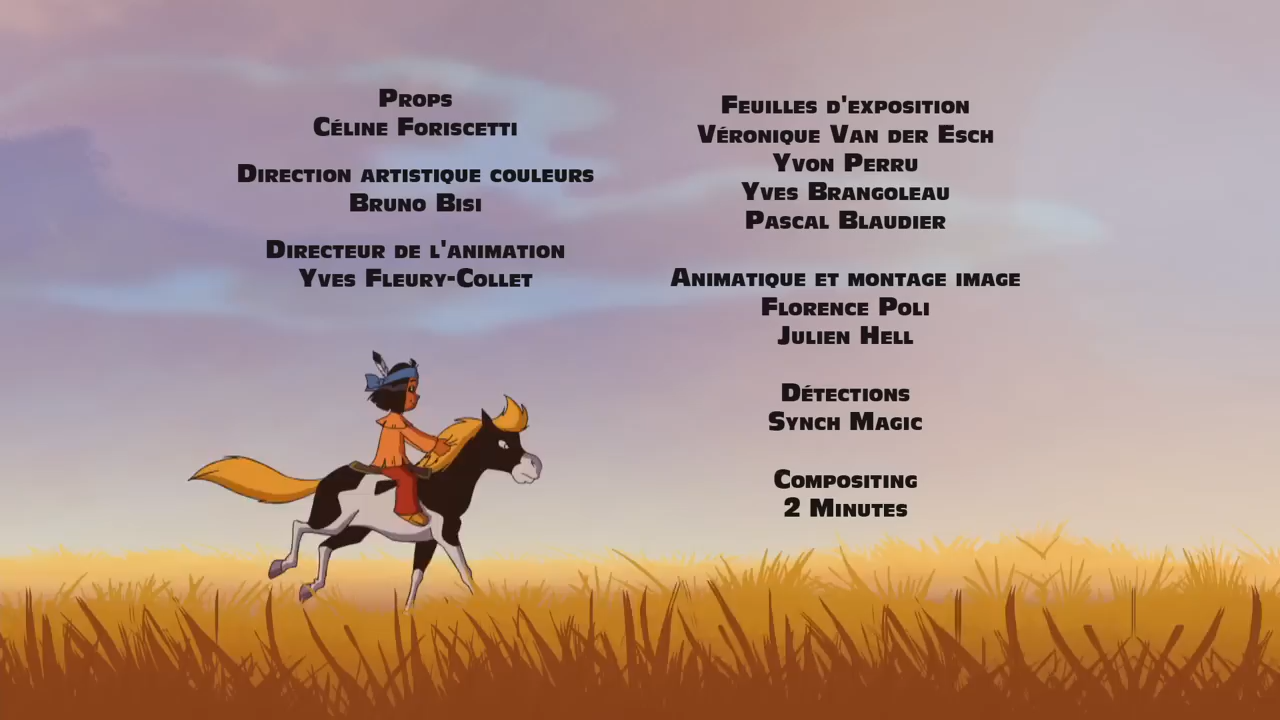 Props
Céline Foriscetti
Direction artistique couleurs
Bruno Bisi
Directeur de l'animation
Yves Fleury-Collet
Feuilles d'exposition
Véronique Van der Esch
Yvon Perru
Yves Brangoleau
Pascal Blaudier
Animatique et montage image
Florence Poli
Julien Hell
Détections
Synch Magic
Compositing
2 Minutes